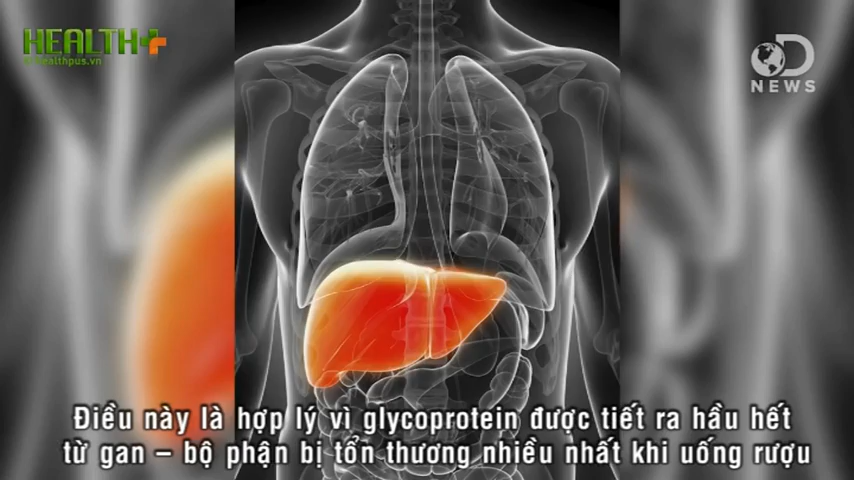 HEALTH+
© Healthpus.vn
D
NEWS
Điều này là hợp lý vì glycoprotein được tiết ra hầu hết
từ gan – bộ phận bị tổn thương nhiều nhất khi uống rượu